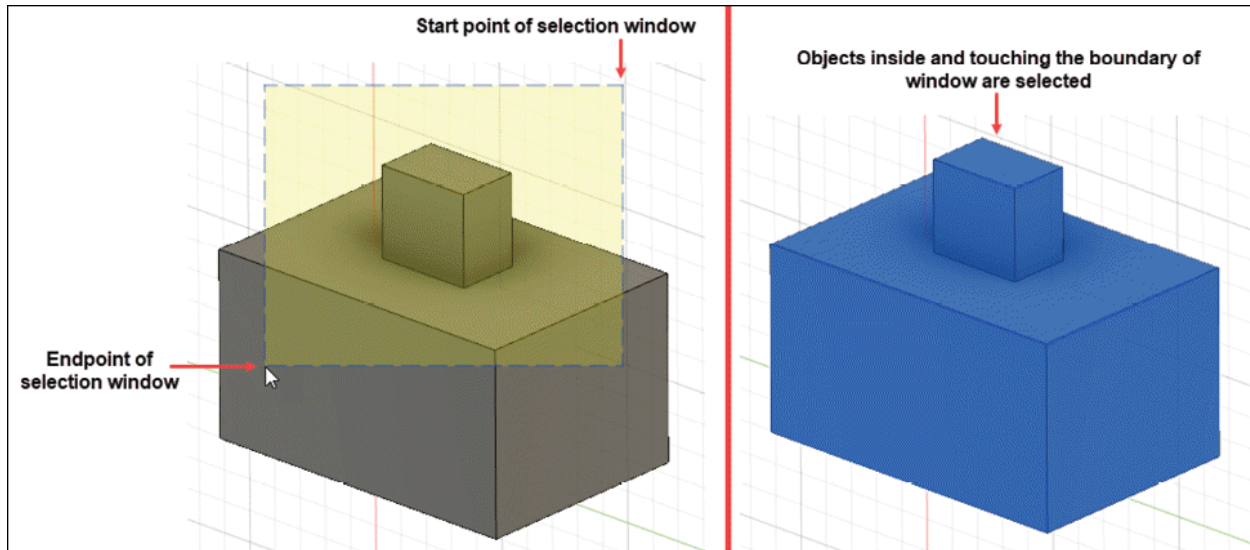 Start point of selection window
Objects inside and touching the boundary of
window are selected
Endpoint of
selection window